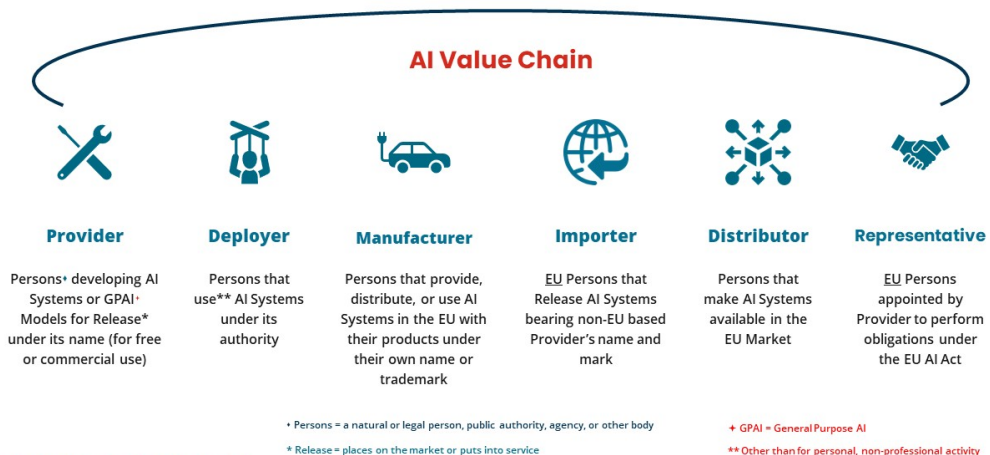 AI Value Chain
Provider
Persons♦ developing AI
Systems or GPAI+
Models for Release*
under its name (for free
or commercial use)
Deployer
Persons that
use** AI Systems
under its
authority
Manufacturer
Persons that provide,
distribute, or use AI
Systems in the EU with
their products under
their own name or
trademark
Importer
EU Persons that
Release AI Systems
bearing non-EU based
Provider’s name and
mark
Distributor
Persons that
make AI Systems
available in the
EU Market
Representative
EU Persons
appointed by
Provider to perform
obligations under
the EU AI Act
♦ Persons = a natural or legal person, public authority, agency, or other body
* Release = places on the market or puts into service
+ GPAI = General Purpose AI
** Other than for personal, non-professional activity